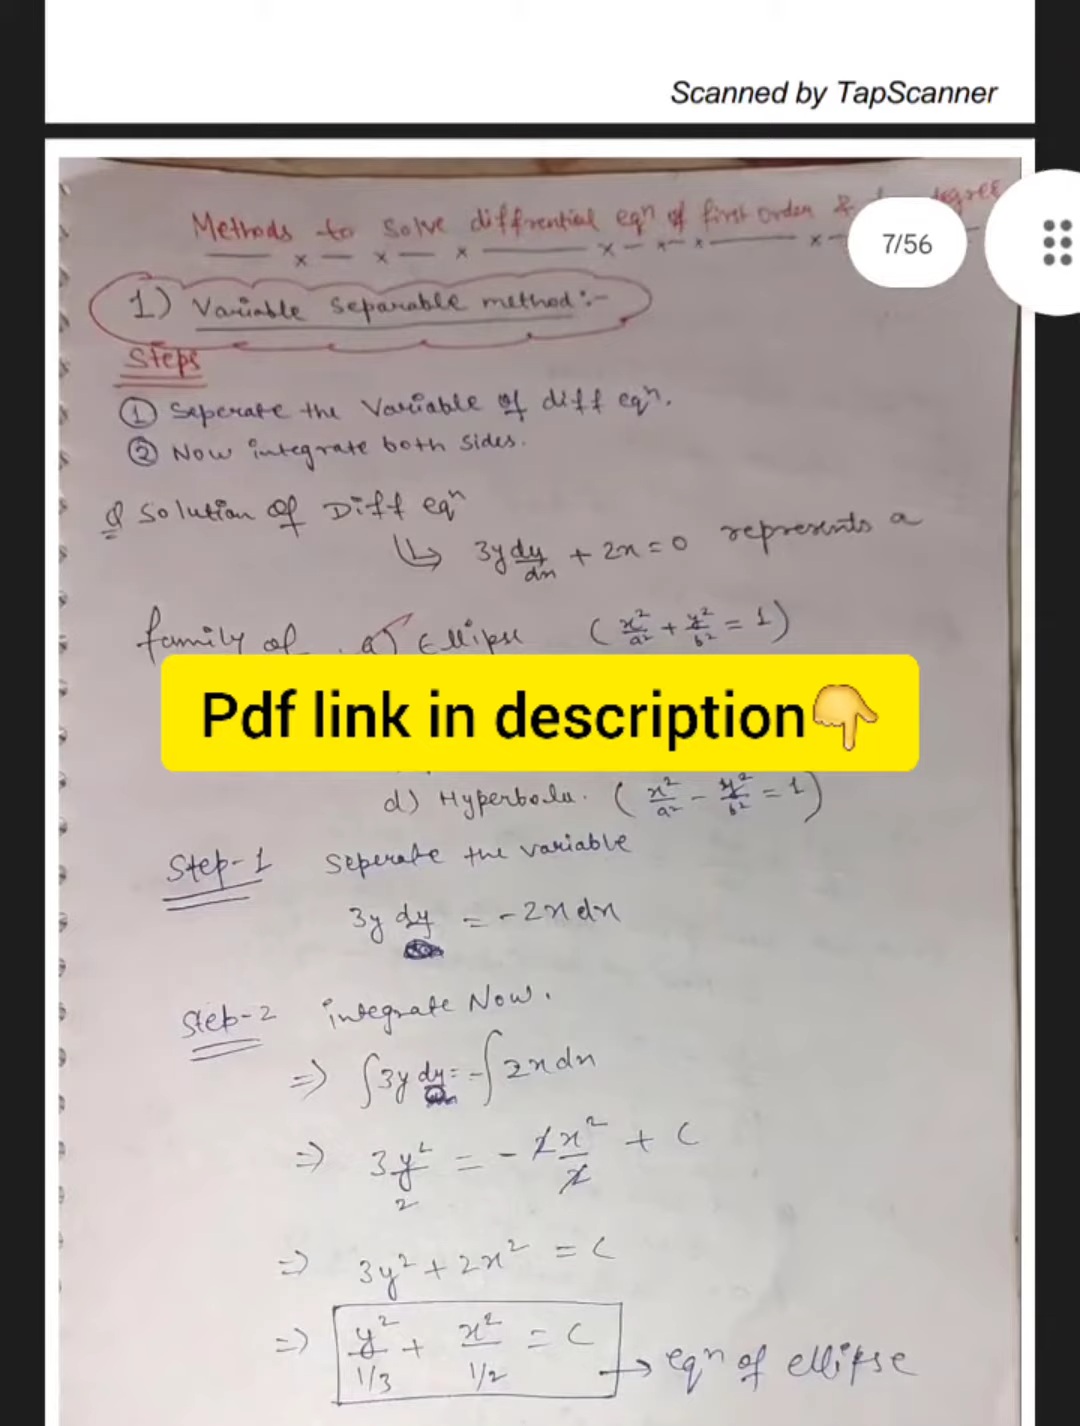 Scanned by TapScanner
Methods to solve diffrential eqⁿ of first order & degree
7/56
1) Variable separable method:-
Steps
① Seperate the Variable of diff eqⁿ.
② Now integrate both sides.
Q Solution of Diff eqⁿ
↳ 3y dy/dx + 2x = 0 represents a
family of a) Ellipse (x²/a² + y²/b² = 1)
Pdf link in description👇
d) Hyperbola. (x²/a² - y²/b² = 1)
Step-1 Seperate the variable
3y dy = -2x dx
Step-2 integrate Now.
=> ∫3y dy = -∫2x dx
=> 3y²/2 = -2x²/2 + C
=> 3y² + 2x² = C
=> y²/1/3 + x²/1/2 = C → eqⁿ of ellipse